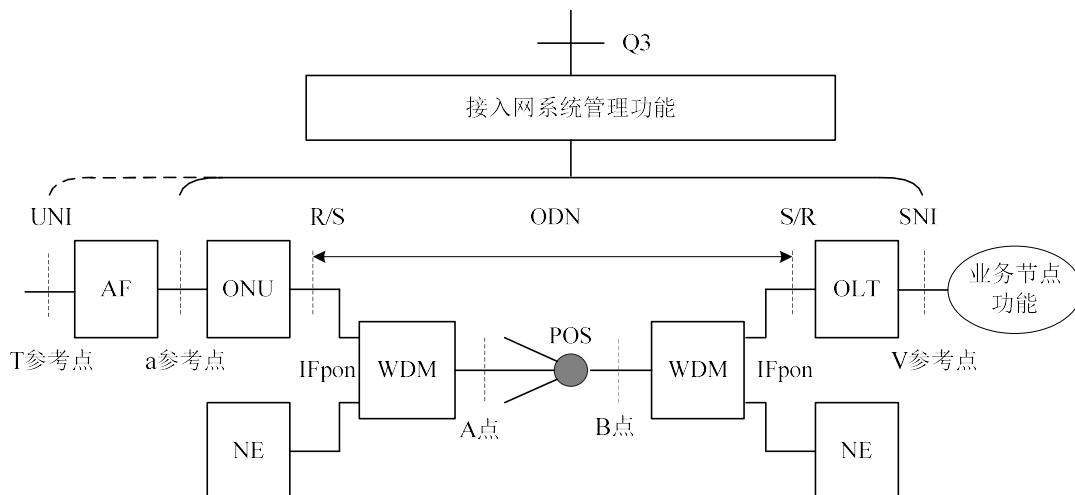 Q3
接入网系统管理功能
UNI
R/S
ODN
S/R
SNI
AF
ONU
OLT
业务节点
功能
T参考点
a参考点
POS
V参考点
IFpon
WDM
WDM
IFpon
A点
B点
NE
NE